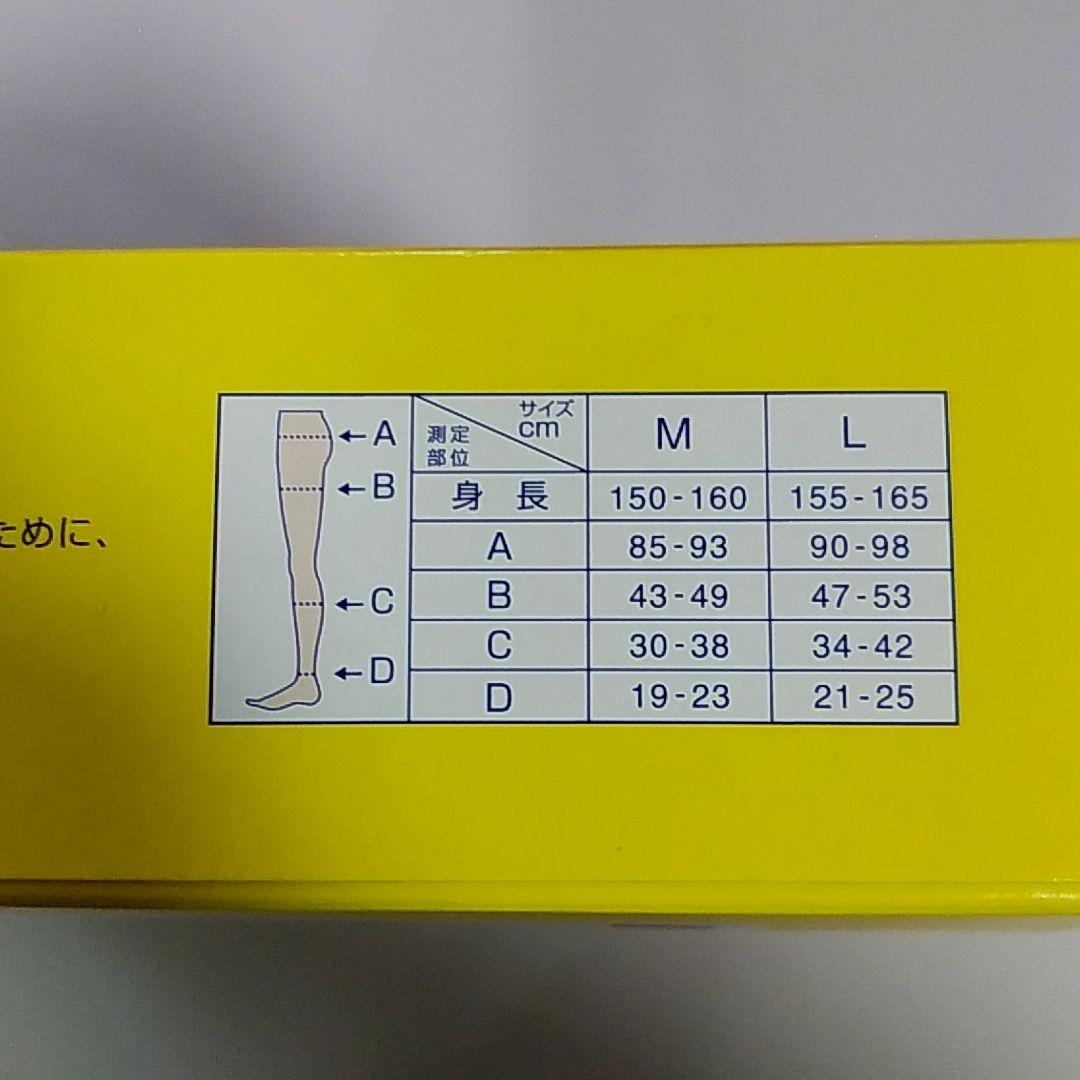 ために、
←A
←B
←C
←D
サイズ
cm
測定
部位
M L
身長 150-160 155-165
A 85-93 90-98
B 43-49 47-53
C 30-38 34-42
D 19-23 21-25